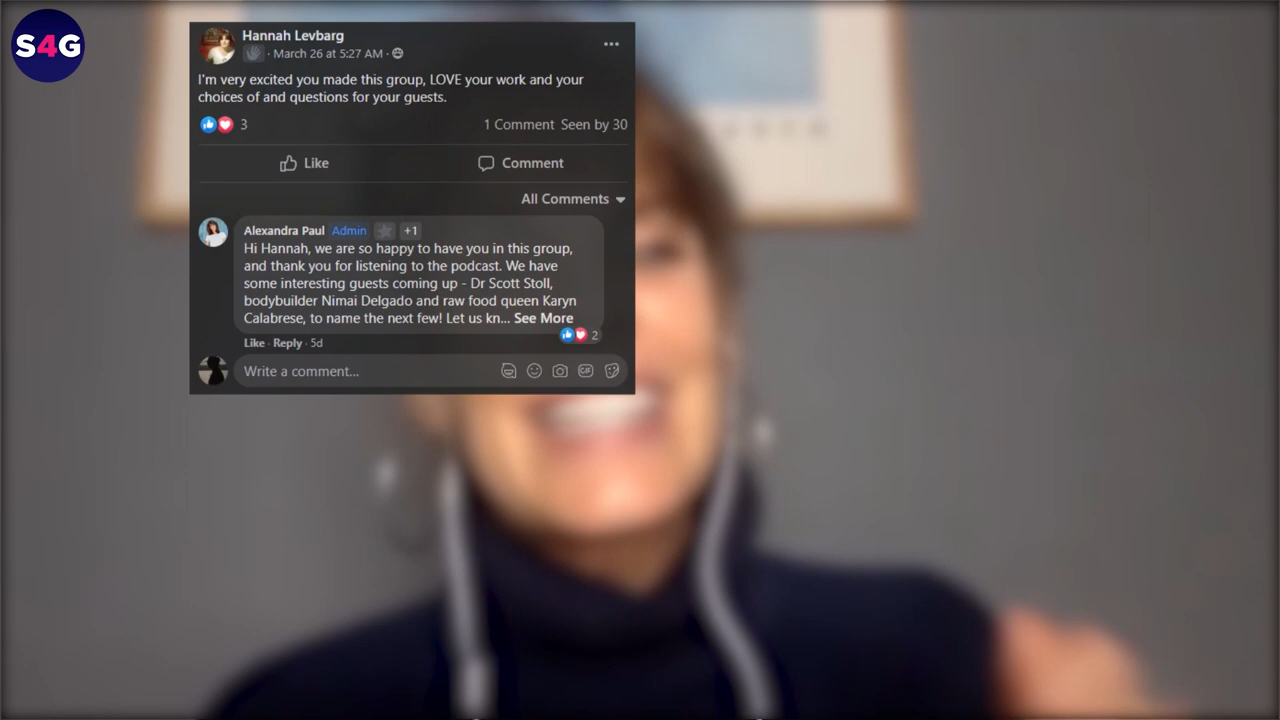 S4G
Hannah Levbarg
· March 26 at 5:27 AM ·
I'm very excited you made this group, LOVE your work and your
choices of and questions for your guests.
3
1 Comment Seen by 30
Like
Comment
All Comments
Alexandra Paul Admin +1
Hi Hannah, we are so happy to have you in this group,
and thank you for listening to the podcast. We have
some interesting guests coming up - Dr Scott Stoll,
bodybuilder Nimai Delgado and raw food queen Karyn
Calabrese, to name the next few! Let us kn... See More
2
Like · Reply · 5d
Write a comment...
GIF